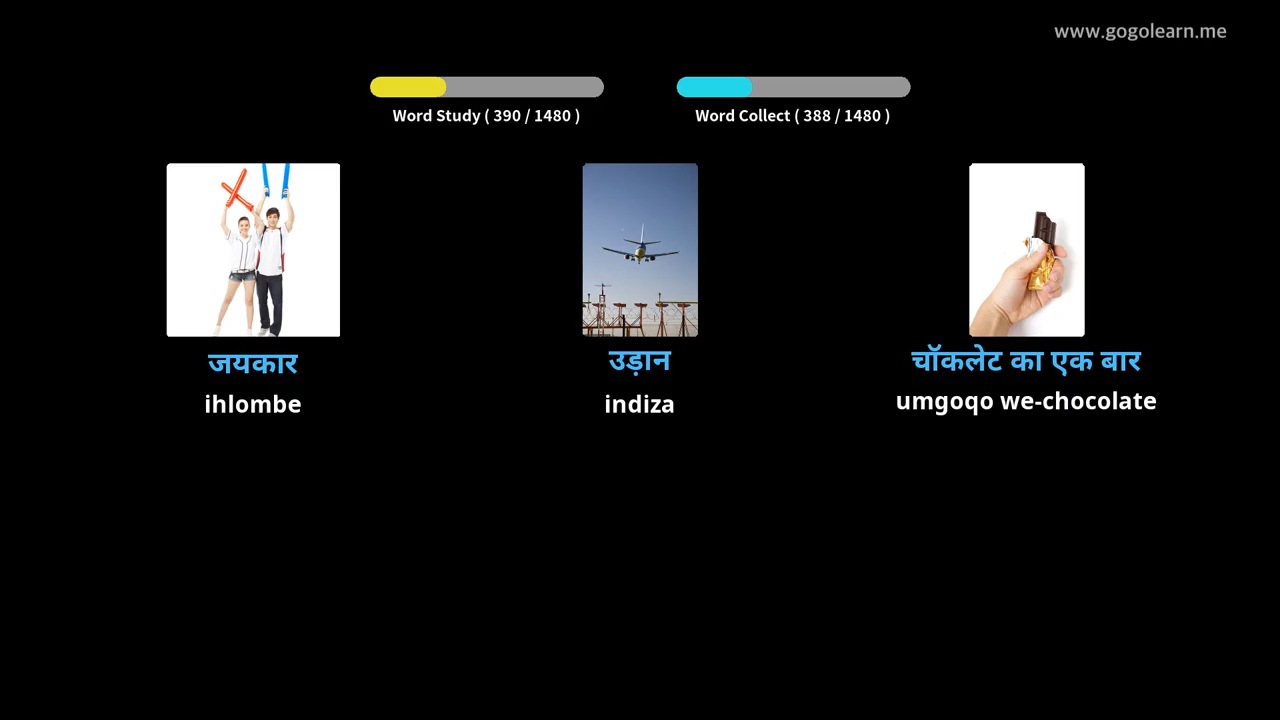 www.gogolearn.me
Word Study ( 390 / 1480 )
Word Collect ( 388 / 1480 )
जयकार
उड़ान
चॉकलेट का एक बार
ihlombe
indiza
umgoqo we-chocolate